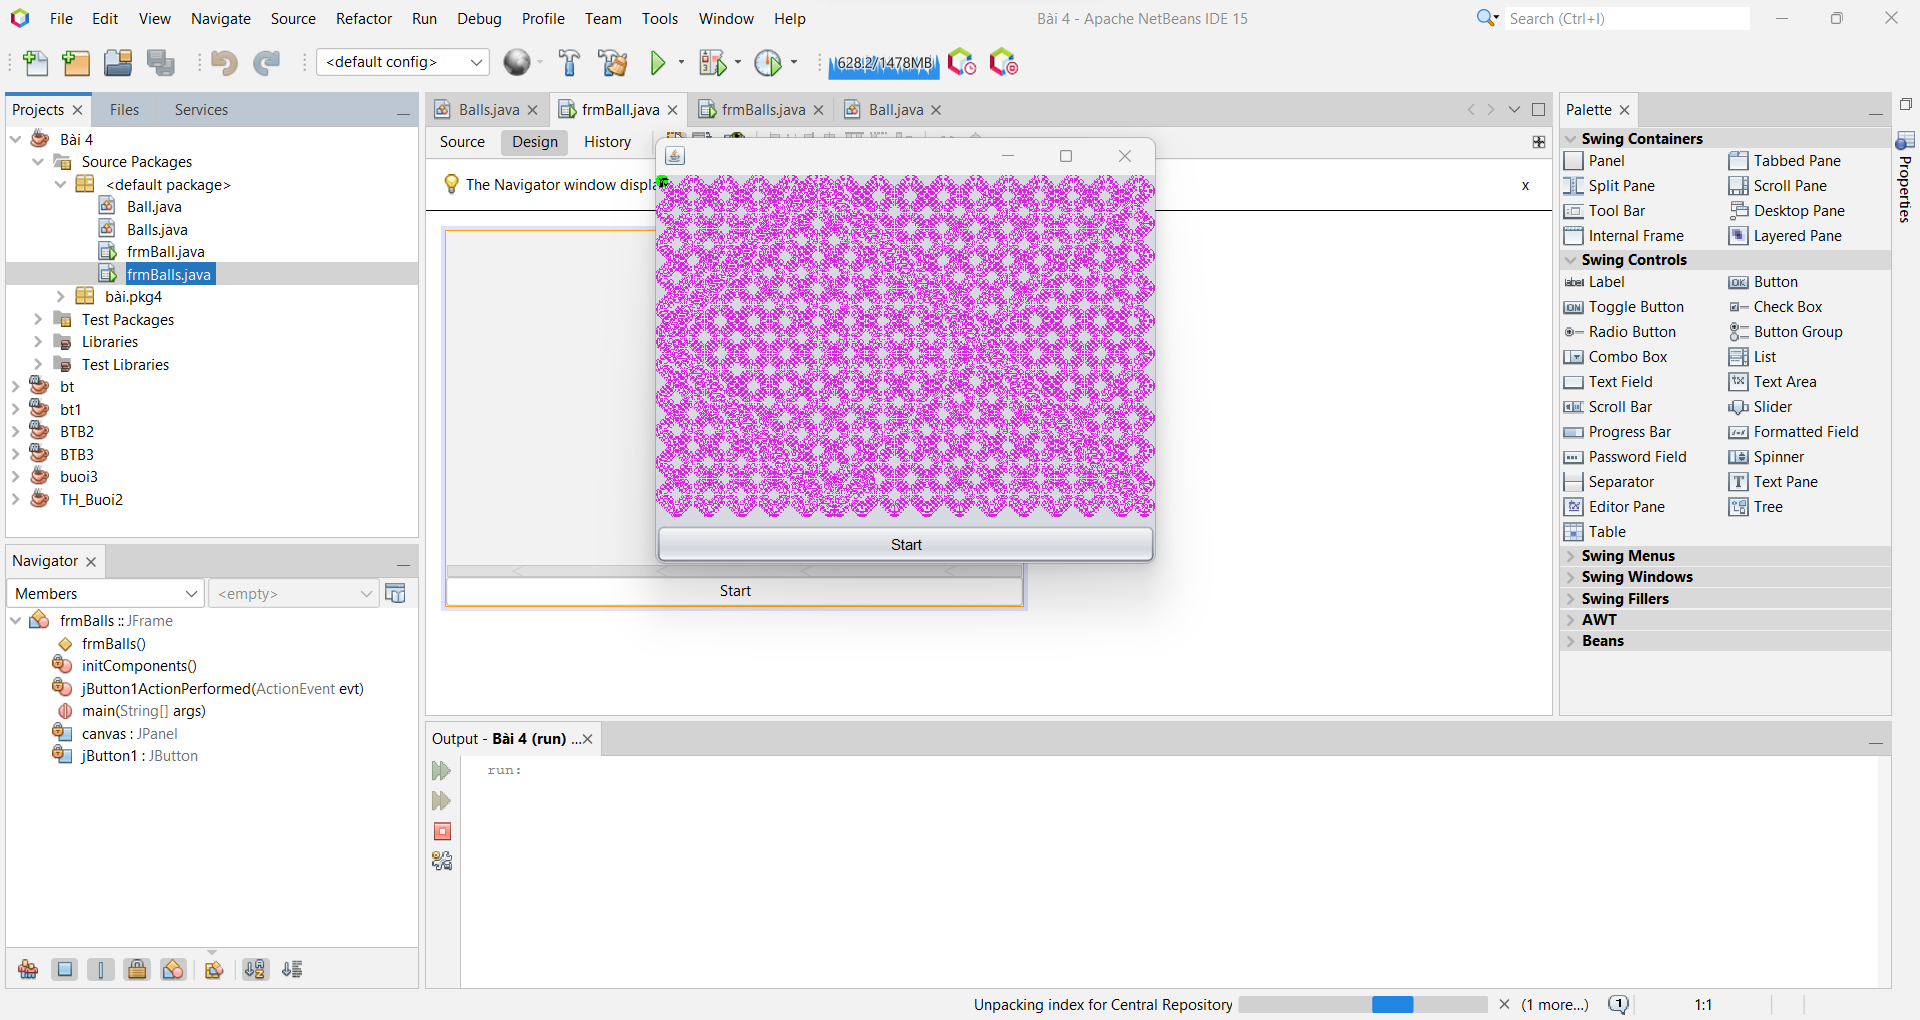 File Edit View Navigate Source Refactor Run Debug Profile Team Tools Window Help
Bài 4 - Apache NetBeans IDE 15
Search (Ctrl+I)
<default config>
628.2/1478MB
Projects Files Services
Bài 4
Source Packages
<default package>
Ball.java
Balls.java
frmBall.java
frmBalls.java
bài.pkg4
Test Packages
Libraries
Test Libraries
bt
bt1
BTB2
BTB3
buoi3
TH_Buoi2
Navigator
Members
<empty>
frmBalls :: JFrame
frmBalls()
initComponents()
jButton1ActionPerformed(ActionEvent evt)
main(String[] args)
canvas : JPanel
jButton1 : JButton
Balls.java frmBall.java frmBalls.java Ball.java
Source Design History
The Navigator window
x
Start
Start
Output - Bài 4 (run) ...
run:
Palette
Swing Containers
Panel Tabbed Pane
Split Pane Scroll Pane
Tool Bar Desktop Pane
Internal Frame Layered Pane
Swing Controls
Label Button
Toggle Button Check Box
Radio Button Button Group
Combo Box List
Text Field Text Area
Scroll Bar Slider
Progress Bar Formatted Field
Password Field Spinner
Separator Text Pane
Editor Pane Tree
Table
Swing Menus
Swing Windows
Swing Fillers
AWT
Beans
Properties
Unpacking index for Central Repository
(1 more...)
1
1:1